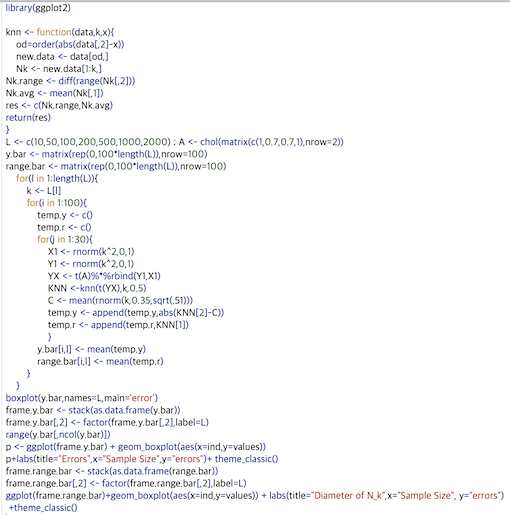 library(ggplot2)
knn <- function(data,k,x){
od=order(abs(data[,2]-x))
new.data <- data[od,]
Nk <- new.data[1:k,]
Nk.range <- diff(range(Nk[,2]))
Nk.avg <- mean(Nk[,1])
res <- c(Nk.range,Nk.avg)
return(res)
}
L <- c(10,50,100,200,500,1000,2000) ; A <- chol(matrix(c(1,0.7,0.7,1),nrow=2))
y.bar <- matrix(rep(0,100*length(L)),nrow=100)
range.bar <- matrix(rep(0,100*length(L)),nrow=100)
for(l in 1:length(L)){
k <- L[l]
for(i in 1:100){
temp.y <- c()
temp.r <- c()
for(j in 1:30){
X1 <- rnorm(k^2,0,1)
Y1 <- rnorm(k^2,0,1)
YX <- t(A)%*%rbind(Y1,X1)
KNN <-knn(t(YX),k,0.5)
C <- mean(rnorm(k,0.35,sqrt(.51)))
temp.y <- append(temp.y,abs(KNN[2]-C))
temp.r <- append(temp.r,KNN[1])
}
y.bar[i,l] <- mean(temp.y)
range.bar[i,l] <- mean(temp.r)
}
}
boxplot(y.bar,names=L,main='error')
frame.y.bar <- stack(as.data.frame(y.bar))
frame.y.bar[,2] <- factor(frame.y.bar[,2],label=L)
range(y.bar[,ncol(y.bar)])
p <- ggplot(frame.y.bar) + geom_boxplot(aes(x=ind,y=values))
p+labs(title="Errors",x="Sample Size",y="errors")+ theme_classic()
frame.range.bar <- stack(as.data.frame(range.bar))
frame.range.bar[,2] <- factor(frame.range.bar[,2],label=L)
ggplot(frame.range.bar)+geom_boxplot(aes(x=ind,y=values)) + labs(title="Diameter of N_k",x="Sample Size", y="errors")
+theme_classic()